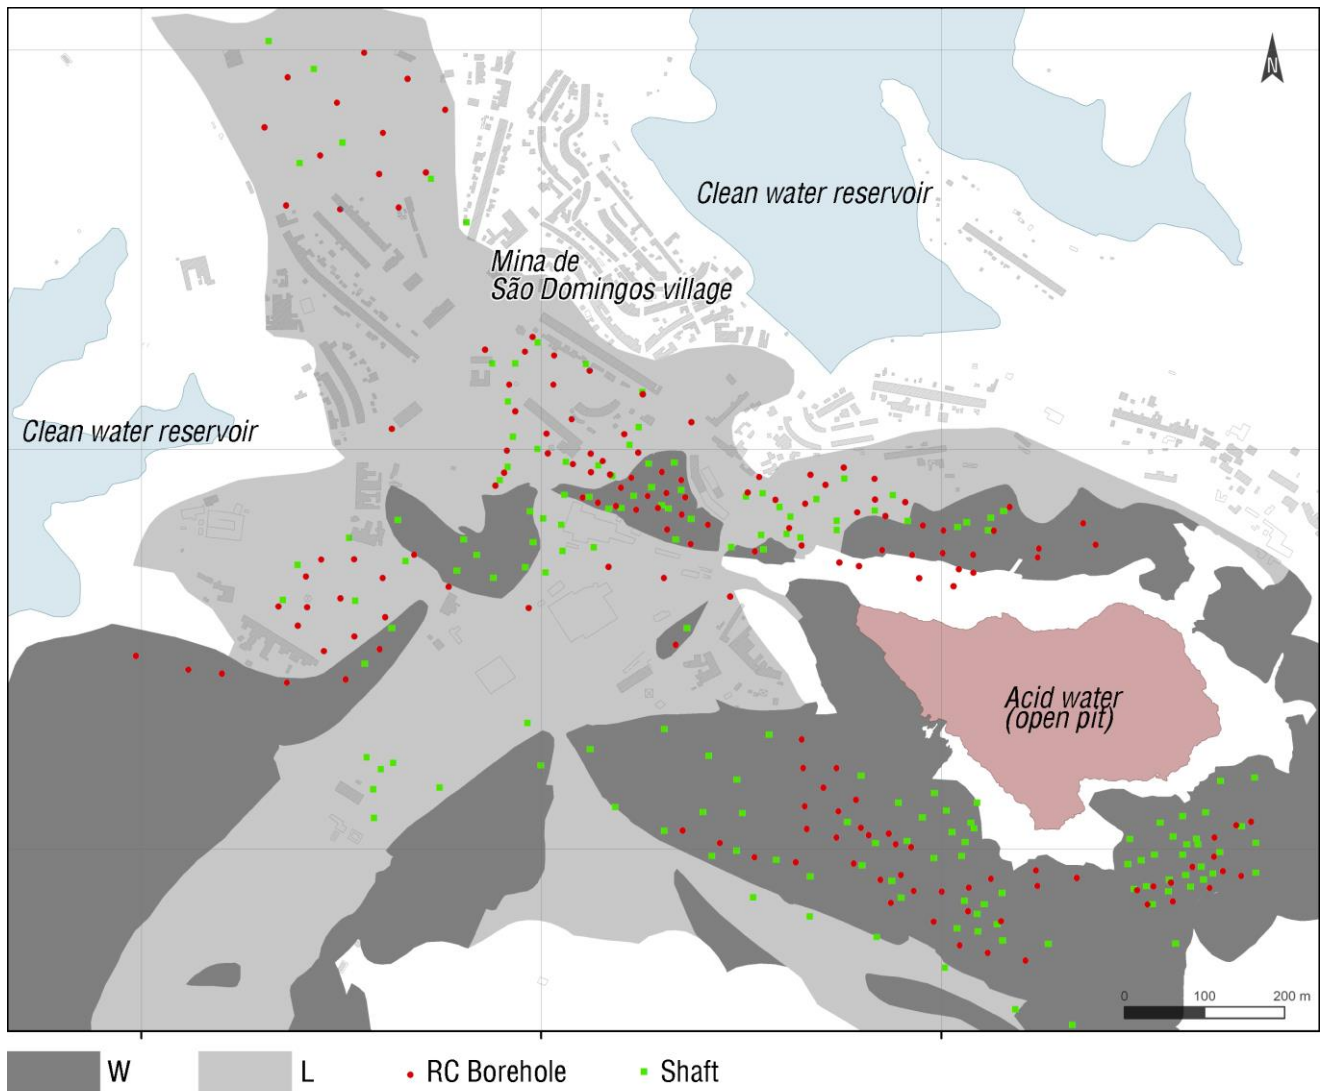 N
Clean water reservoir
Mina de
São Domingos village
Clean water reservoir
Acid water
(open pit)
0 100 200 m
W L RC Borehole Shaft